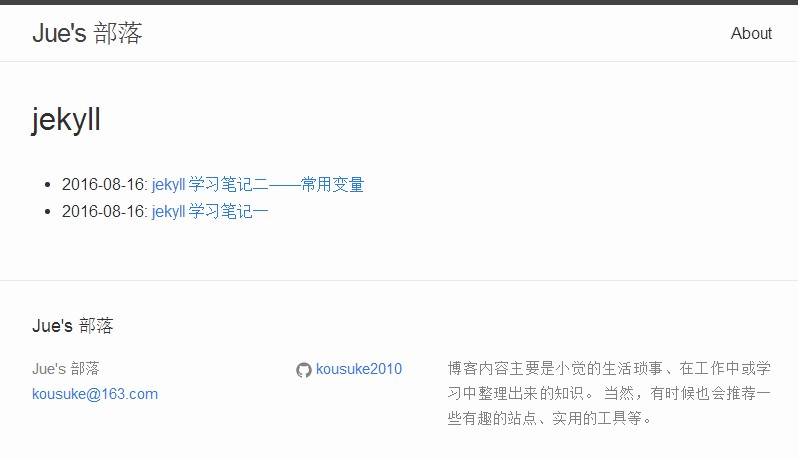 Jue's 部落
About
jekyll
2016-08-16: jekyll 学习笔记二——常用变量
2016-08-16: jekyll 学习笔记一
Jue's 部落
Jue's 部落
kousuke@163.com
kousuke2010
博客内容主要是小觉的生活琐事、在工作中或学
习中整理出来的知识。 当然，有时候也会推荐一
些有趣的站点、实用的工具等。